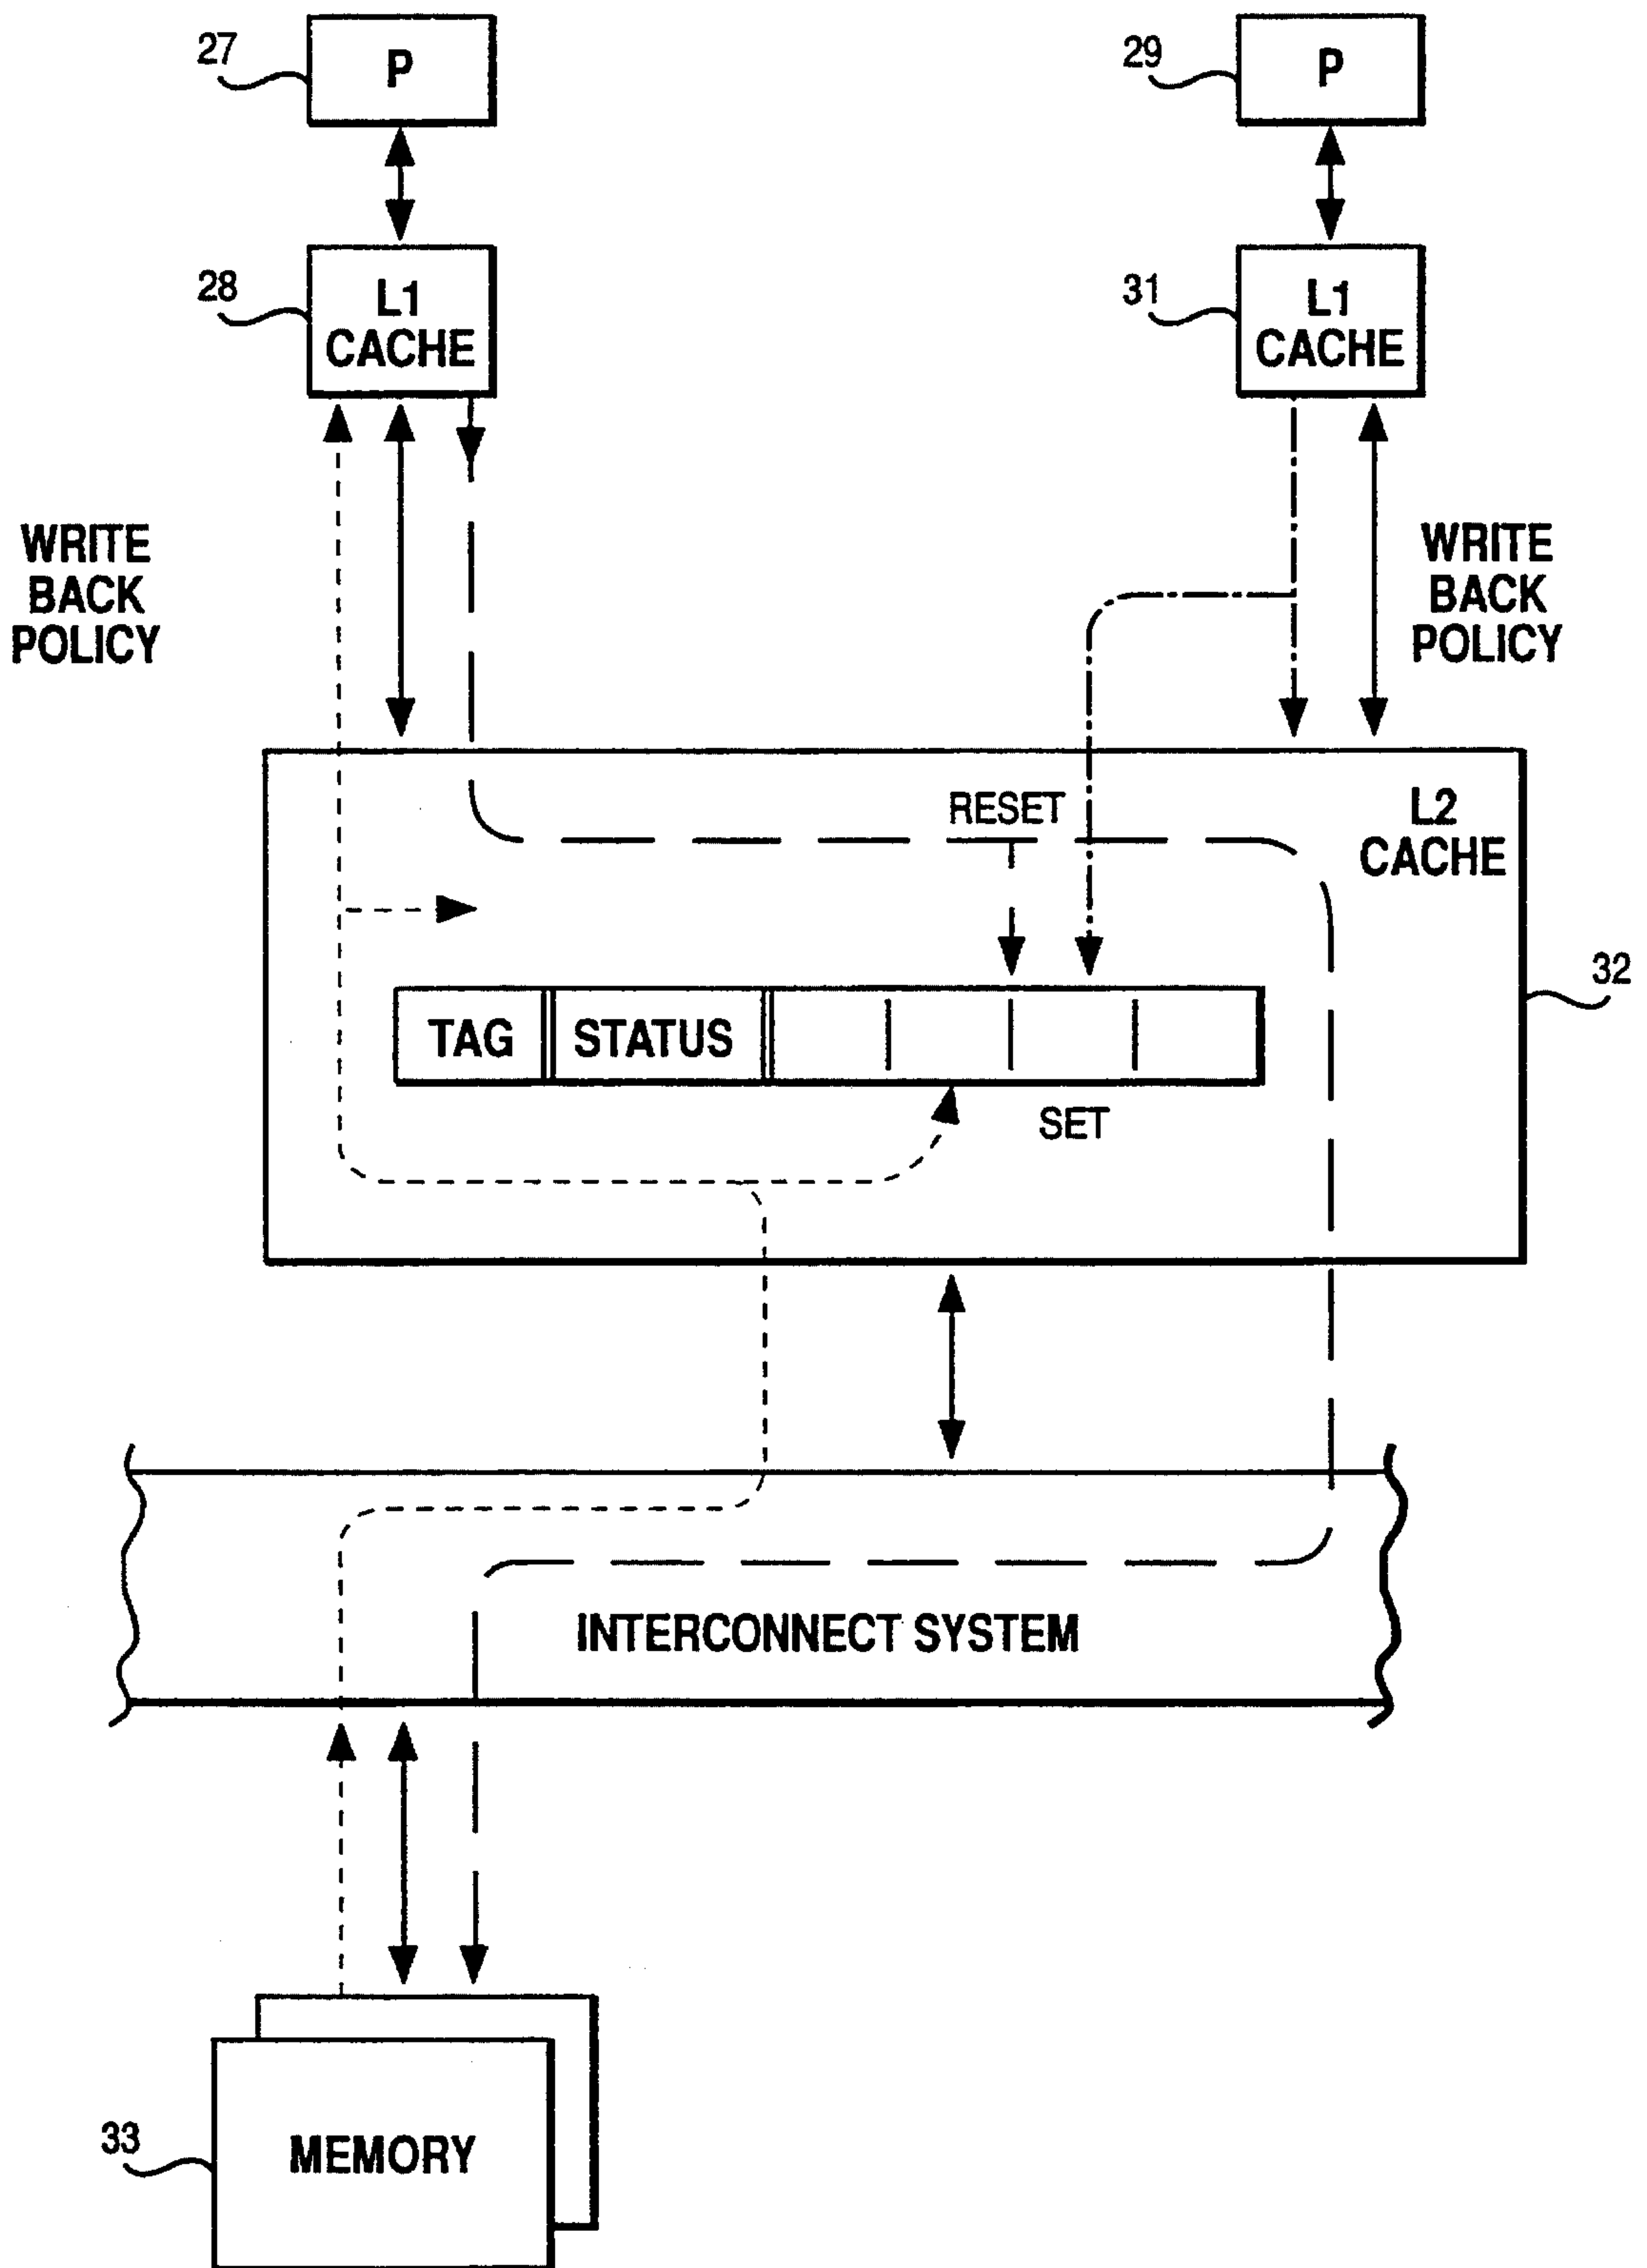 27
P
29
P
28
L1
CACHE
31
L1
CACHE
WRITE
BACK
POLICY
WRITE
BACK
POLICY
RESET
L2
CACHE
32
TAG
STATUS
SET
INTERCONNECT SYSTEM
33
MEMORY